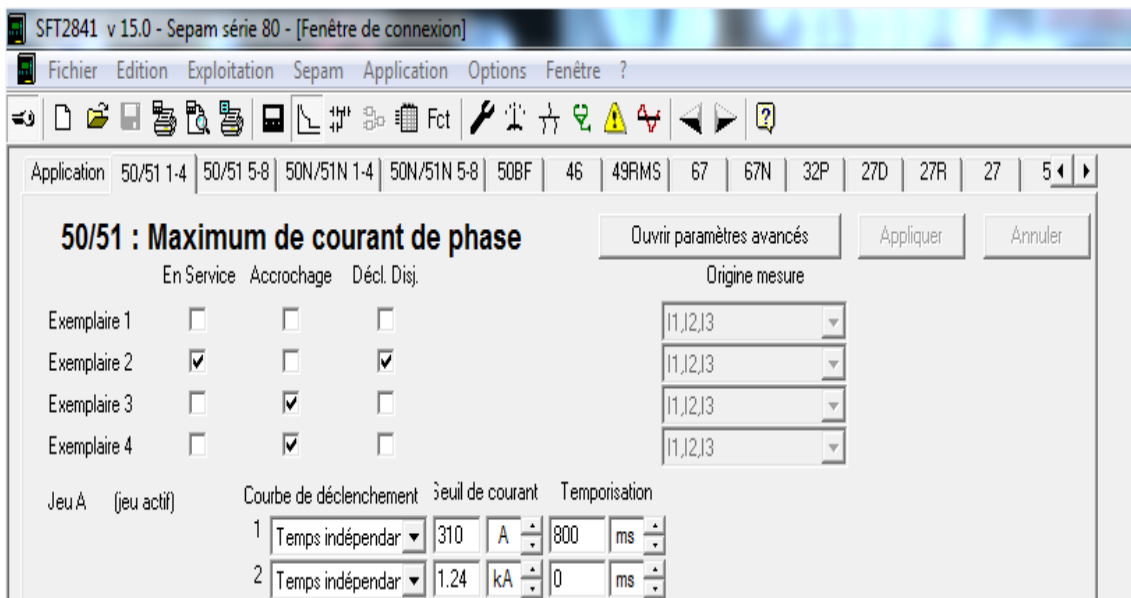 SFT2841 v 15.0 - Sepam série 80 - [Fenêtre de connexion]
Fichier Edition Exploitation Sepam Application Options Fenêtre ?
Fct
Application 50/51 1-4 50/51 5-8 50N/51N 1-4 50N/51N 5-8 50BF 46 49RMS 67 67N 32P 27D 27R 27 5
50/51 : Maximum de courant de phase Ouvrir paramètres avancés Appliquer Annuler
En Service Accrochage Décl. Disj. Origine mesure
Exemplaire 1 I1,I2,I3
Exemplaire 2 I1,I2,I3
Exemplaire 3 I1,I2,I3
Exemplaire 4 I1,I2,I3
Jeu A (jeu actif) Courbe de déclenchement Seuil de courant Temporisation
1 Temps indépendar 310 A 800 ms
2 Temps indépendar 1.24 kA 0 ms